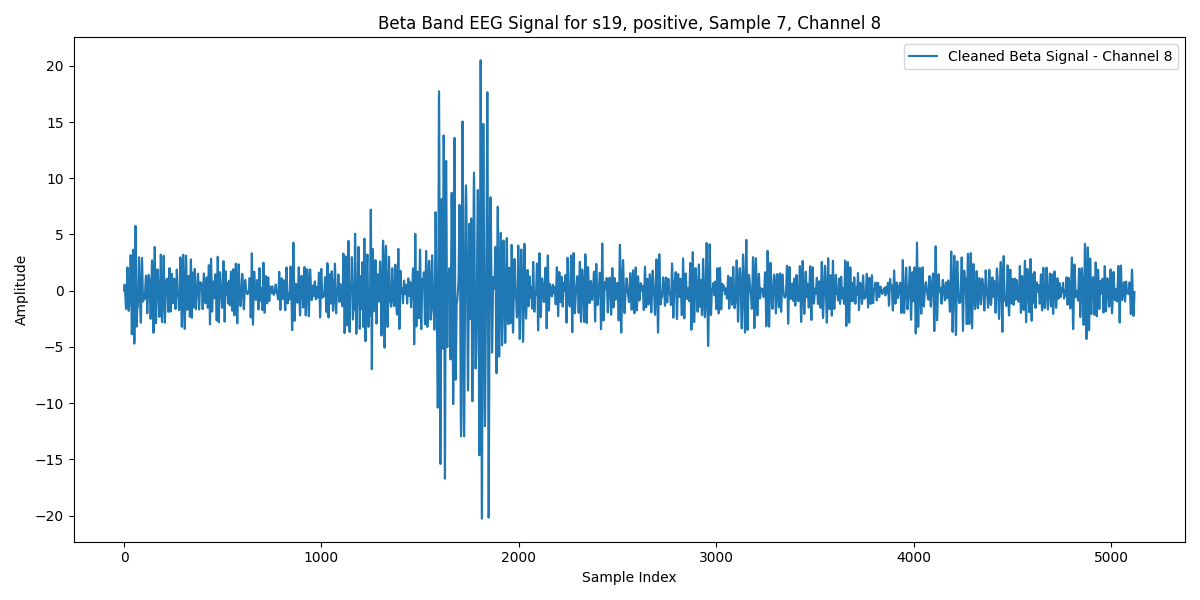 Beta Band EEG Signal for s19, positive, Sample 7, Channel 8
Cleaned Beta Signal - Channel 8
Amplitude
20
15
10
5
0
−5
−10
−15
−20
0 1000 2000 3000 4000 5000
Sample Index